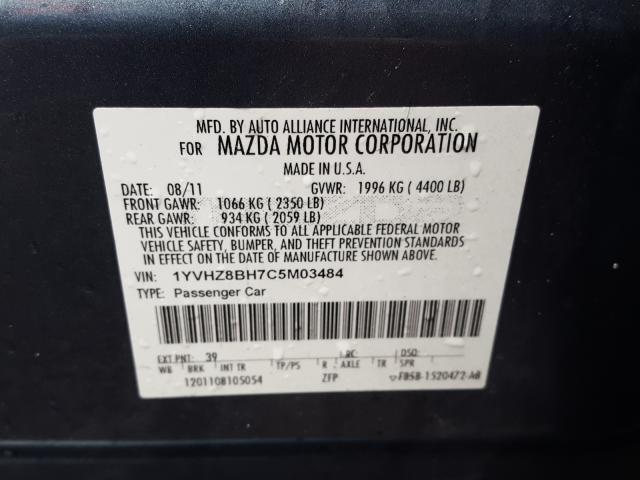 MFD. BY AUTO ALLIANCE INTERNATIONAL, INC.
FOR MAZDA MOTOR CORPORATION
MADE IN U.S.A.
DATE: 08/11 GVWR: 1996 KG ( 4400 LB)
FRONT GAWR: 1066 KG ( 2350 LB)
REAR GAWR: 934 KG ( 2059 LB)
THIS VEHICLE CONFORMS TO ALL APPLICABLE FEDERAL MOTOR
VEHICLE SAFETY, BUMPER, AND THEFT PREVENTION STANDARDS
IN EFFECT ON THE DATE OF MANUFACTURE SHOWN ABOVE.
VIN: 1YVHZ8BH7C5M03484
TYPE: Passenger Car
EXT PNT: 39 RC: DSO:
WB BRK INT TR TP/PS R AXLE TR SPR
1201108105054 ZFP F85B-1520472-AB